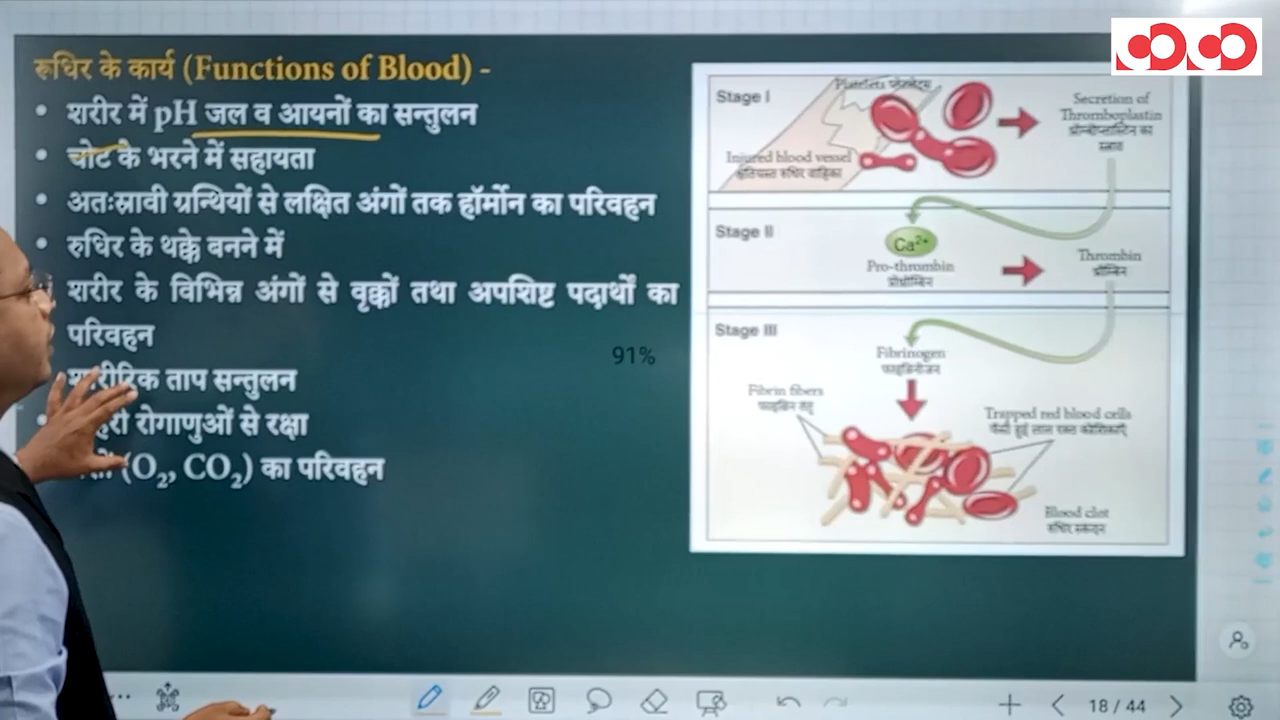 रूधिर के कार्य (Functions of Blood) -
• शरीर में pH जल व आयनों का सन्तुलन
• चोट के भरने में सहायता
• अतःस्रावी ग्रन्थियों से लक्षित अंगों तक हॉर्मोन का परिवहन
• रुधिर के थक्के बनने में
शरीर के विभिन्न अंगों से वृक्कों तथा अपशिष्ट पदार्थों का
परिवहन
शारीरिक ताप सन्तुलन
रोगाणुओं से रक्षा
(O₂, CO₂) का परिवहन
91%
Stage I
Platelets प्लेटलेट्स
Injured blood vessel
क्षतिग्रस्त रुधिर वाहिका
Secretion of
Thromboplastin
थ्रोम्बोप्लास्टिन का
स्राव
Stage II
Ca²⁺
Pro-thrombin
प्रोथ्रोम्बिन
Thrombin
थ्रोम्बिन
Stage III
Fibrinogen
फाइब्रिनोजन
Fibrin fibers
फाइब्रिन तंतु
Trapped red blood cells
फँसी हुई लाल रक्त कोशिकाएँ
Blood clot
रुधिर स्कन्दन
18 / 44